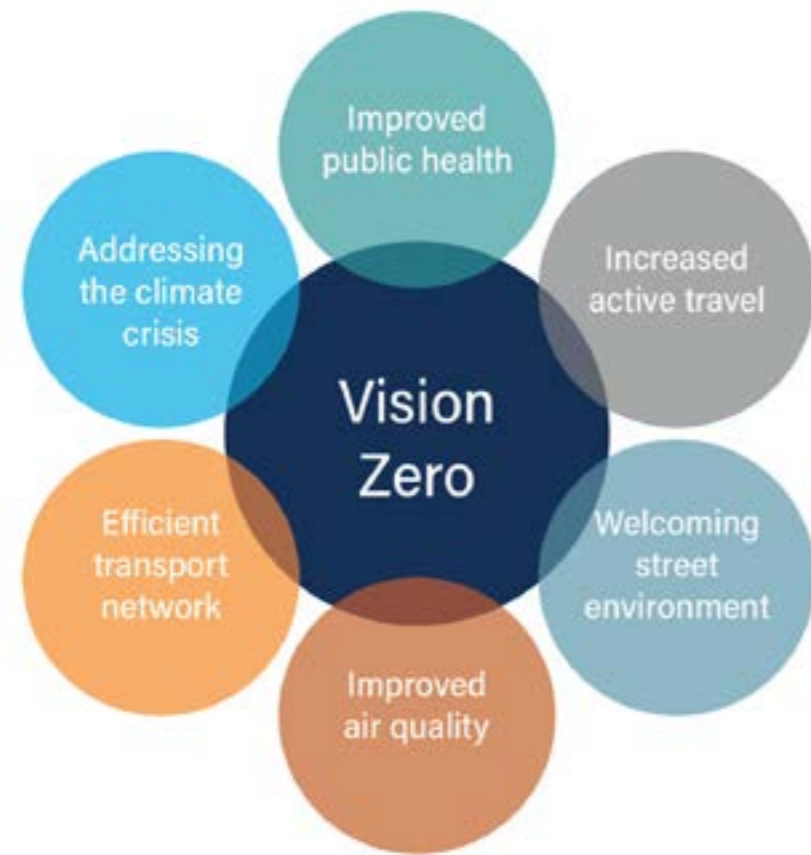 Improved
public health
Addressing
the climate
crisis
Increased
active travel
Vision
Zero
Efficient
transport
network
Welcoming
street
environment
Improved
air quality